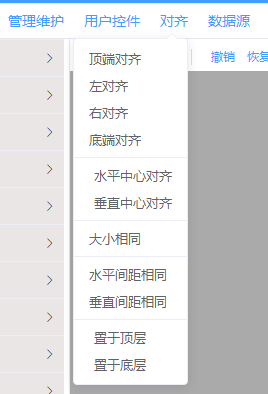 管理维护 用户控件 对齐 数据源
撤销 恢复
顶端对齐
左对齐
右对齐
底端对齐
水平中心对齐
垂直中心对齐
大小相同
水平间距相同
垂直间距相同
置于顶层
置于底层